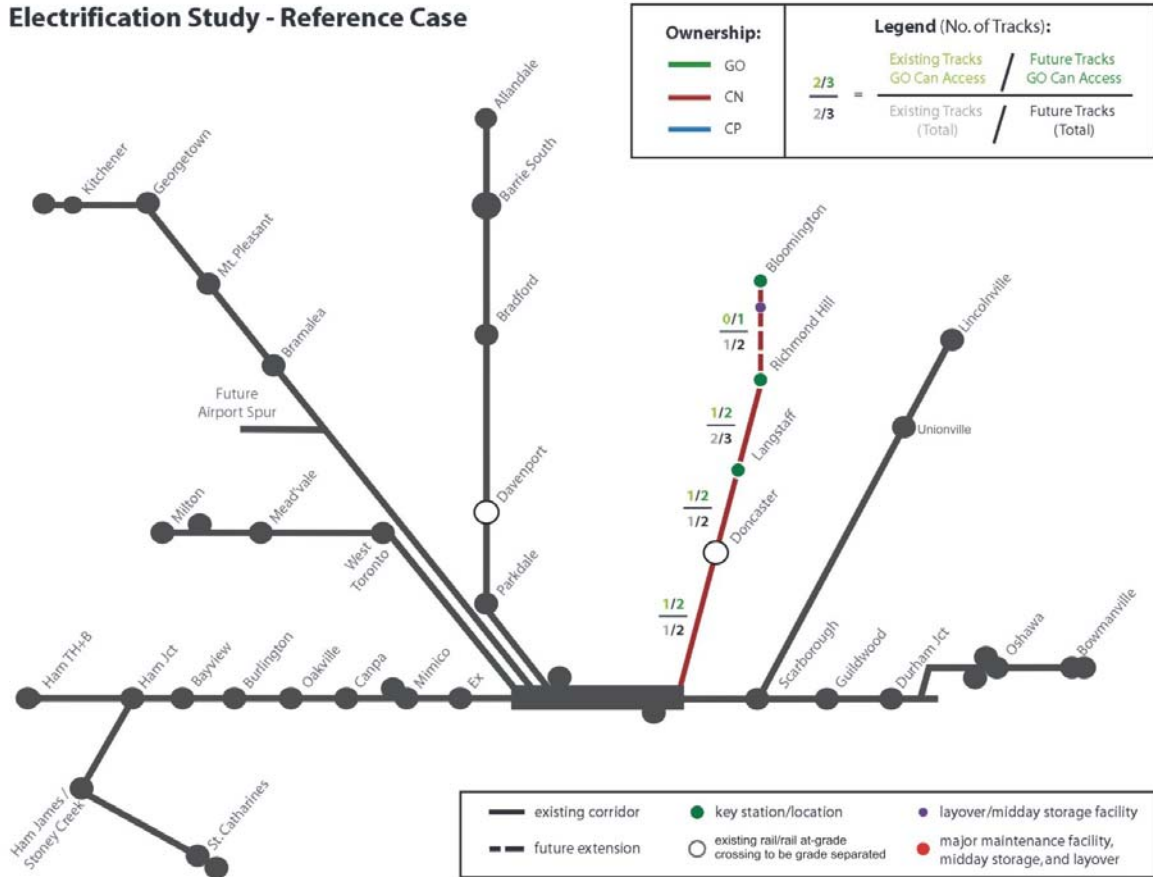 Electrification Study - Reference Case
Ownership:
GO
CN
CP
Legend (No. of Tracks):
2/3
2/3
=
Existing Tracks
GO Can Access
/
Future Tracks
GO Can Access
Existing Tracks
(Total)
/
Future Tracks
(Total)
Allandale
Barrie South
Bradford
Davenport
Parkdale
Kitchener
Georgetown
Mt. Pleasant
Bramalea
Future
Airport Spur
Milton
Mead'vale
West
Toronto
Bloomington
0/1
1/2
Richmond Hill
1/2
2/3
Langstaff
1/2
1/2
Doncaster
1/2
1/2
Lincolnville
Unionville
Ham TH+B
Ham Jct
Bayview
Burlington
Oakville
Canpa
Mimico
Ex
Scarborough
Guildwood
Durham Jct
Oshawa
Bowmanville
Ham James /
Stoney Creek
St. Catharines
existing corridor
future extension
key station/location
existing rail/rail at-grade
crossing to be grade separated
layover/midday storage facility
major maintenance facility,
midday storage, and layover